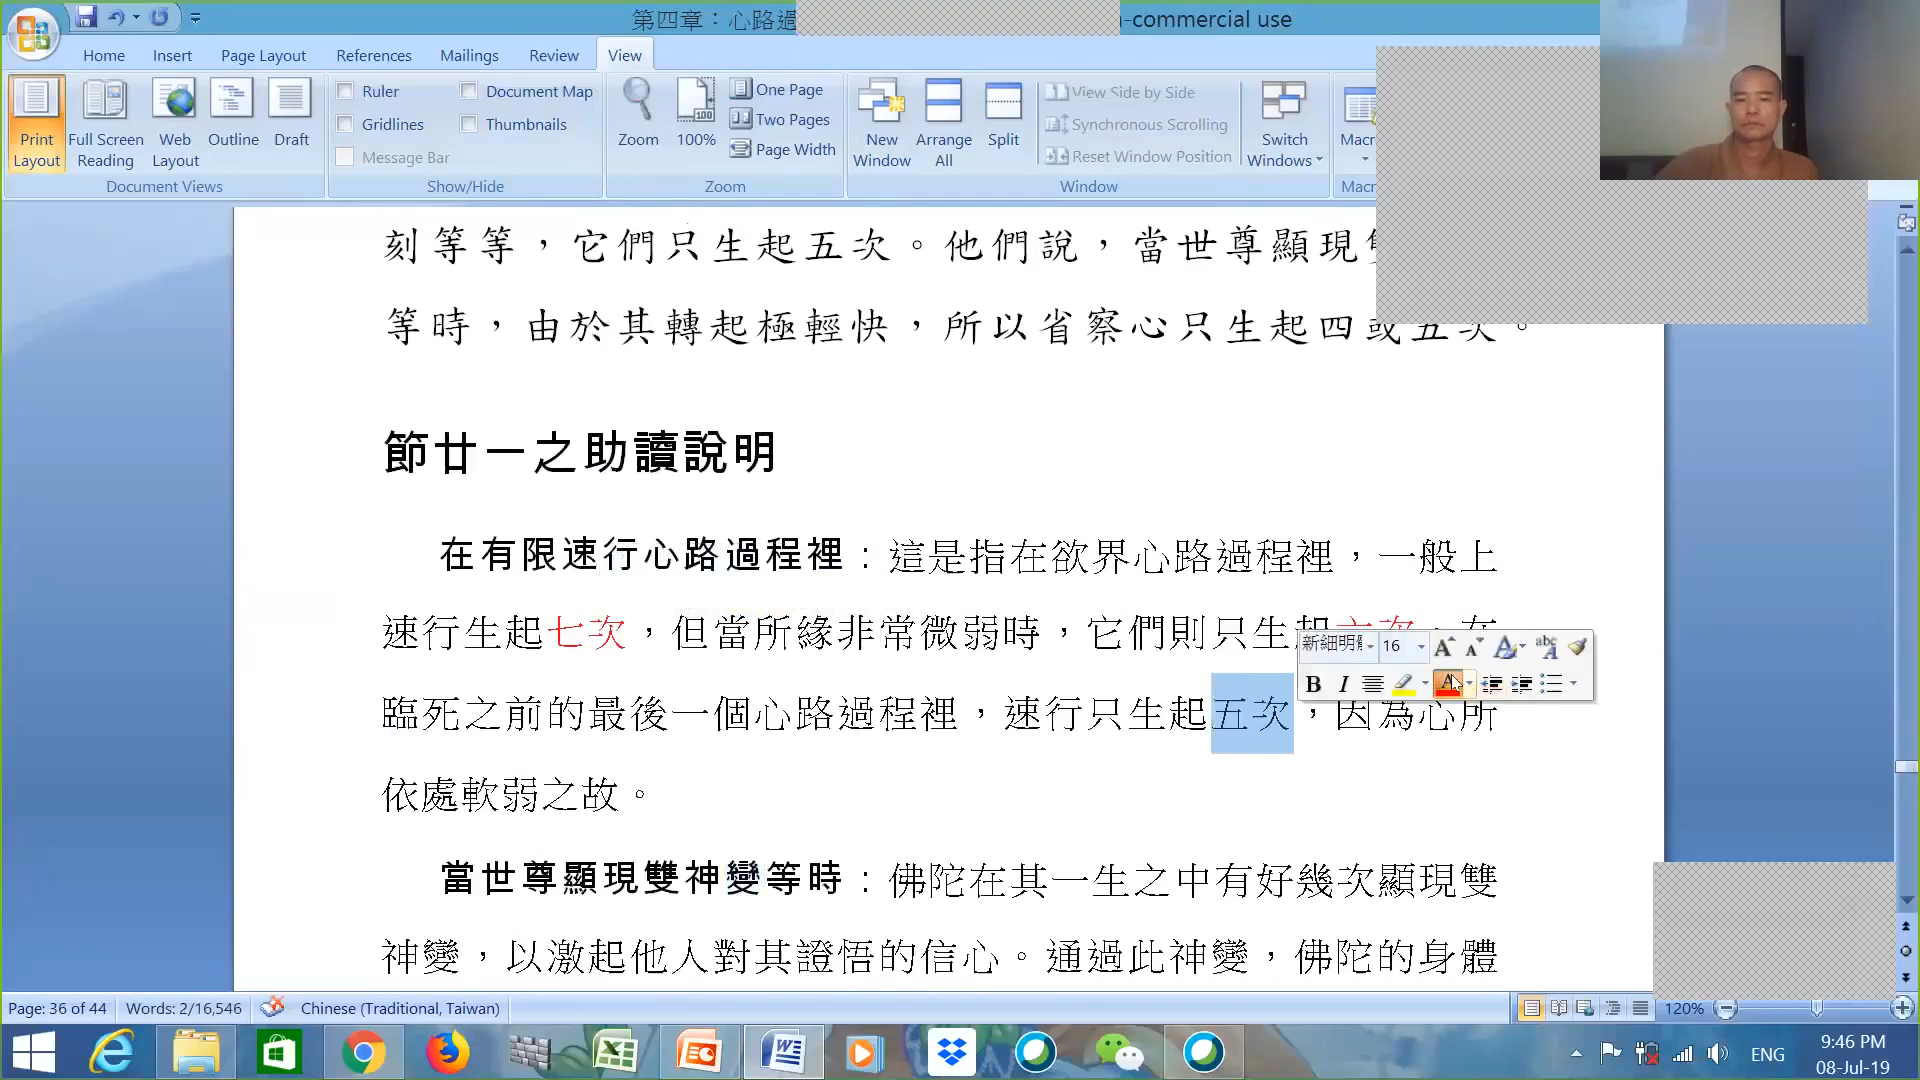 第四章：心路過
-commercial use
Home Insert Page Layout References Mailings Review View
Print Layout
Full Screen Reading
Web Layout
Outline
Draft
Document Views
Ruler
Gridlines
Message Bar
Document Map
Thumbnails
Show/Hide
Zoom
100%
One Page
Two Pages
Page Width
Zoom
New Window
Arrange All
Split
View Side by Side
Synchronous Scrolling
Reset Window Position
Window
Switch Windows
Macr
Macr
刻等等，它們只生起五次。他們說，當世尊顯現
等時，由於其轉起極輕快，所以省察心只生起四或五次。
節廿一之助讀說明
在有限速行心路過程裡：這是指在欲界心路過程裡，一般上
速行生起七次，但當所緣非常微弱時，它們則只生起六次。在
新細明體 16
臨死之前的最後一個心路過程裡，速行只生起五次，因為心所
依處軟弱之故。
當世尊顯現雙神變等時：佛陀在其一生之中有好幾次顯現雙
神變，以激起他人對其證悟的信心。通過此神變，佛陀的身體
Page: 36 of 44 Words: 2/16,546 Chinese (Traditional, Taiwan) 120%
ENG
9:46 PM
08-Jul-19